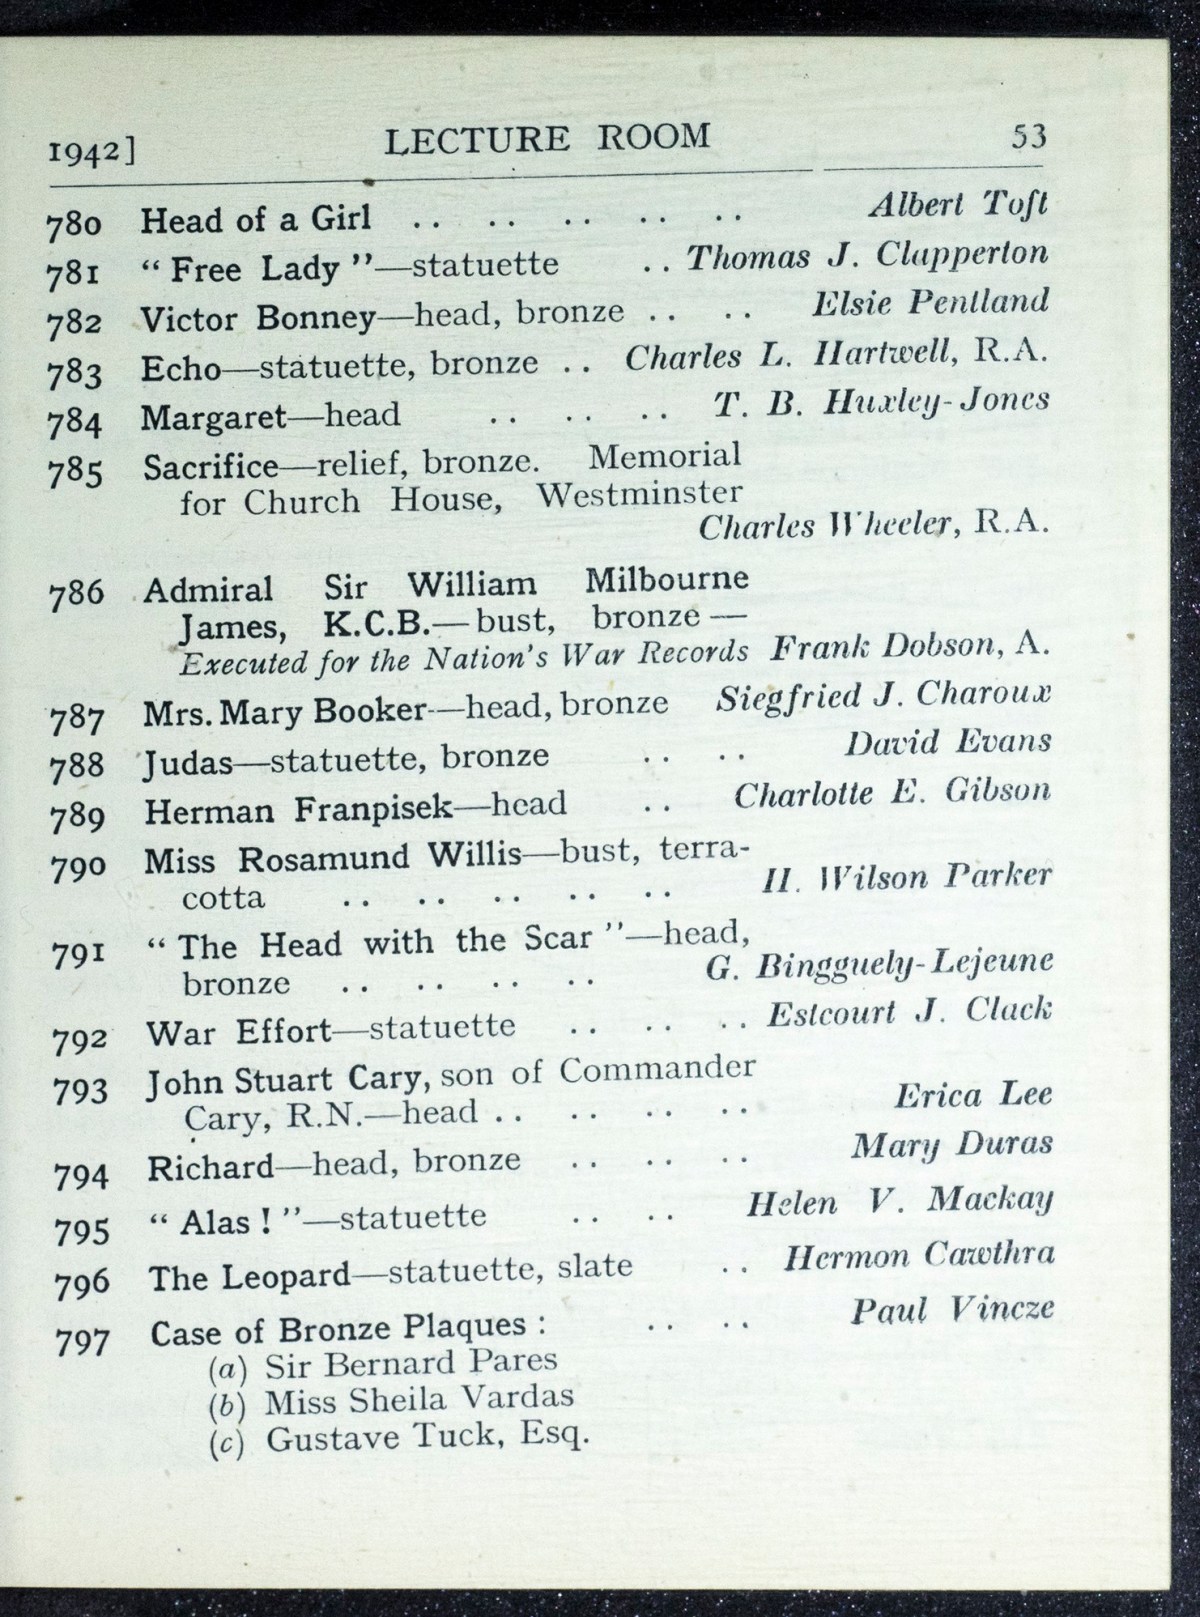 1942] LECTURE ROOM 53
780 Head of a Girl .. .. .. .. .. Albert Toft
781 “ Free Lady ”—statuette .. Thomas J. Clapperton
782 Victor Bonney—head, bronze .. .. Elsie Pentland
783 Echo—statuette, bronze .. Charles L. Hartwell, R.A.
784 Margaret—head .. .. .. T. B. Huxley-Jones
785 Sacrifice—relief, bronze. Memorial
for Church House, Westminster
Charles Wheeler, R.A.
786 Admiral Sir William Milbourne
James, K.C.B.—bust, bronze—
Executed for the Nation's War Records Frank Dobson, A.
787 Mrs. Mary Booker—head, bronze Siegfried J. Charoux
788 Judas—statuette, bronze .. .. David Evans
789 Herman Franpisek—head .. Charlotte E. Gibson
790 Miss Rosamund Willis—bust, terra-
cotta .. .. .. .. .. H. Wilson Parker
791 “ The Head with the Scar ”—head,
bronze .. .. .. .. G. Bingguely-Lejeune
792 War Effort—statuette .. .. .. Estcourt J. Clack
793 John Stuart Cary, son of Commander
Cary, R.N.—head .. .. .. .. Erica Lee
794 Richard—head, bronze .. .. .. Mary Duras
795 “ Alas ! ”—statuette .. .. Helen V. Mackay
796 The Leopard—statuette, slate .. Hermon Cawthra
797 Case of Bronze Plaques : .. .. Paul Vincze
(a) Sir Bernard Pares
(b) Miss Sheila Vardas
(c) Gustave Tuck, Esq.